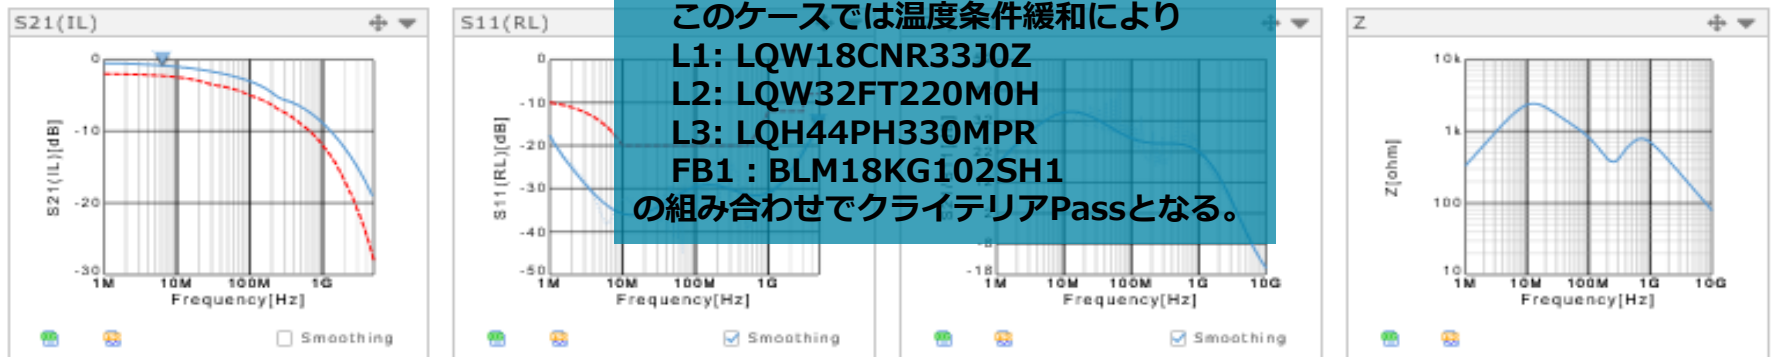 S21(IL)
S11(RL)
Z
このケースでは温度条件緩和により
L1: LQW18CNR33J0Z
L2: LQW32FT220M0H
L3: LQH44PH330MPR
FB1：BLM18KG102SH1
の組み合わせでクライテリアPassとなる。
S21(IL)[dB]
0
-10
-20
-30
1M 10M 100M 1G
Frequency[Hz]
Smoothing
S11(RL)[dB]
0
-10
-20
-30
-40
-50
1M 10M 100M 1G
Frequency[Hz]
Smoothing
-18
1M 10M 100M 1G 10G
Frequency[Hz]
Smoothing
Z[ohm]
10k
1k
100
10
1M 10M 100M 1G 10G
Frequency[Hz]